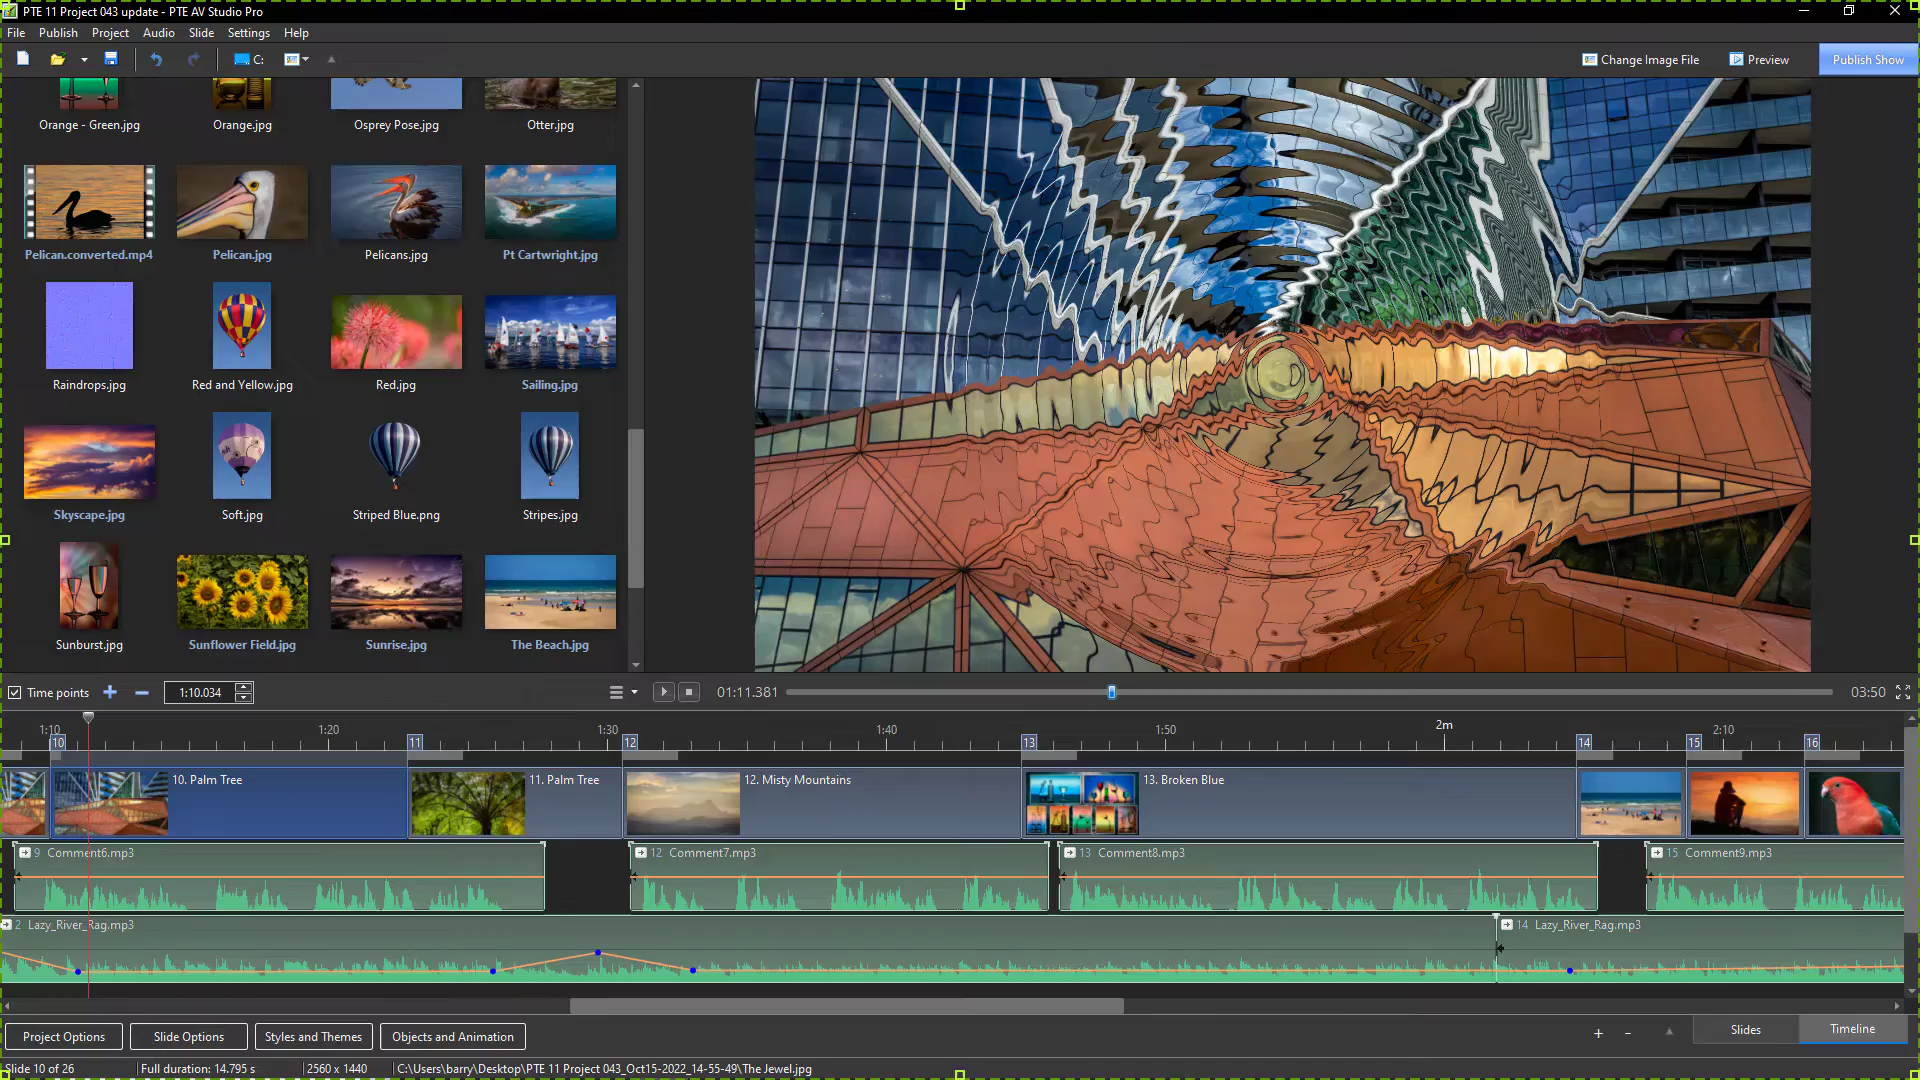 PTE 11 Project 043 update - PTE AV Studio Pro
File Publish Project Audio Slide Settings Help
C: Change Image File Preview Publish Show
Orange - Green.jpg Orange.jpg Osprey Pose.jpg Otter.jpg
Pelican.converted.mp4 Pelican.jpg Pelicans.jpg Pt Cartwright.jpg
Raindrops.jpg Red and Yellow.jpg Red.jpg Sailing.jpg
Skyscape.jpg Soft.jpg Striped Blue.png Stripes.jpg
Sunburst.jpg Sunflower Field.jpg Sunrise.jpg The Beach.jpg
Time points 1:10.034 01:11.381 03:50
1:10 1:20 1:30 1:40 1:50 2m 2:10
10 11 12 13 14 15 16
10. Palm Tree 11. Palm Tree 12. Misty Mountains 13. Broken Blue
9 Comment6.mp3 12 Comment7.mp3 13 Comment8.mp3 15 Comment9.mp3
2 Lazy_River_Rag.mp3 14 Lazy_River_Rag.mp3
Project Options Slide Options Styles and Themes Objects and Animation + - Slides Timeline
Slide 10 of 26 Full duration: 14.795 s 2560 x 1440 C:\Users\barry\Desktop\PTE 11 Project 043_Oct15-2022_14-55-49\The Jewel.jpg